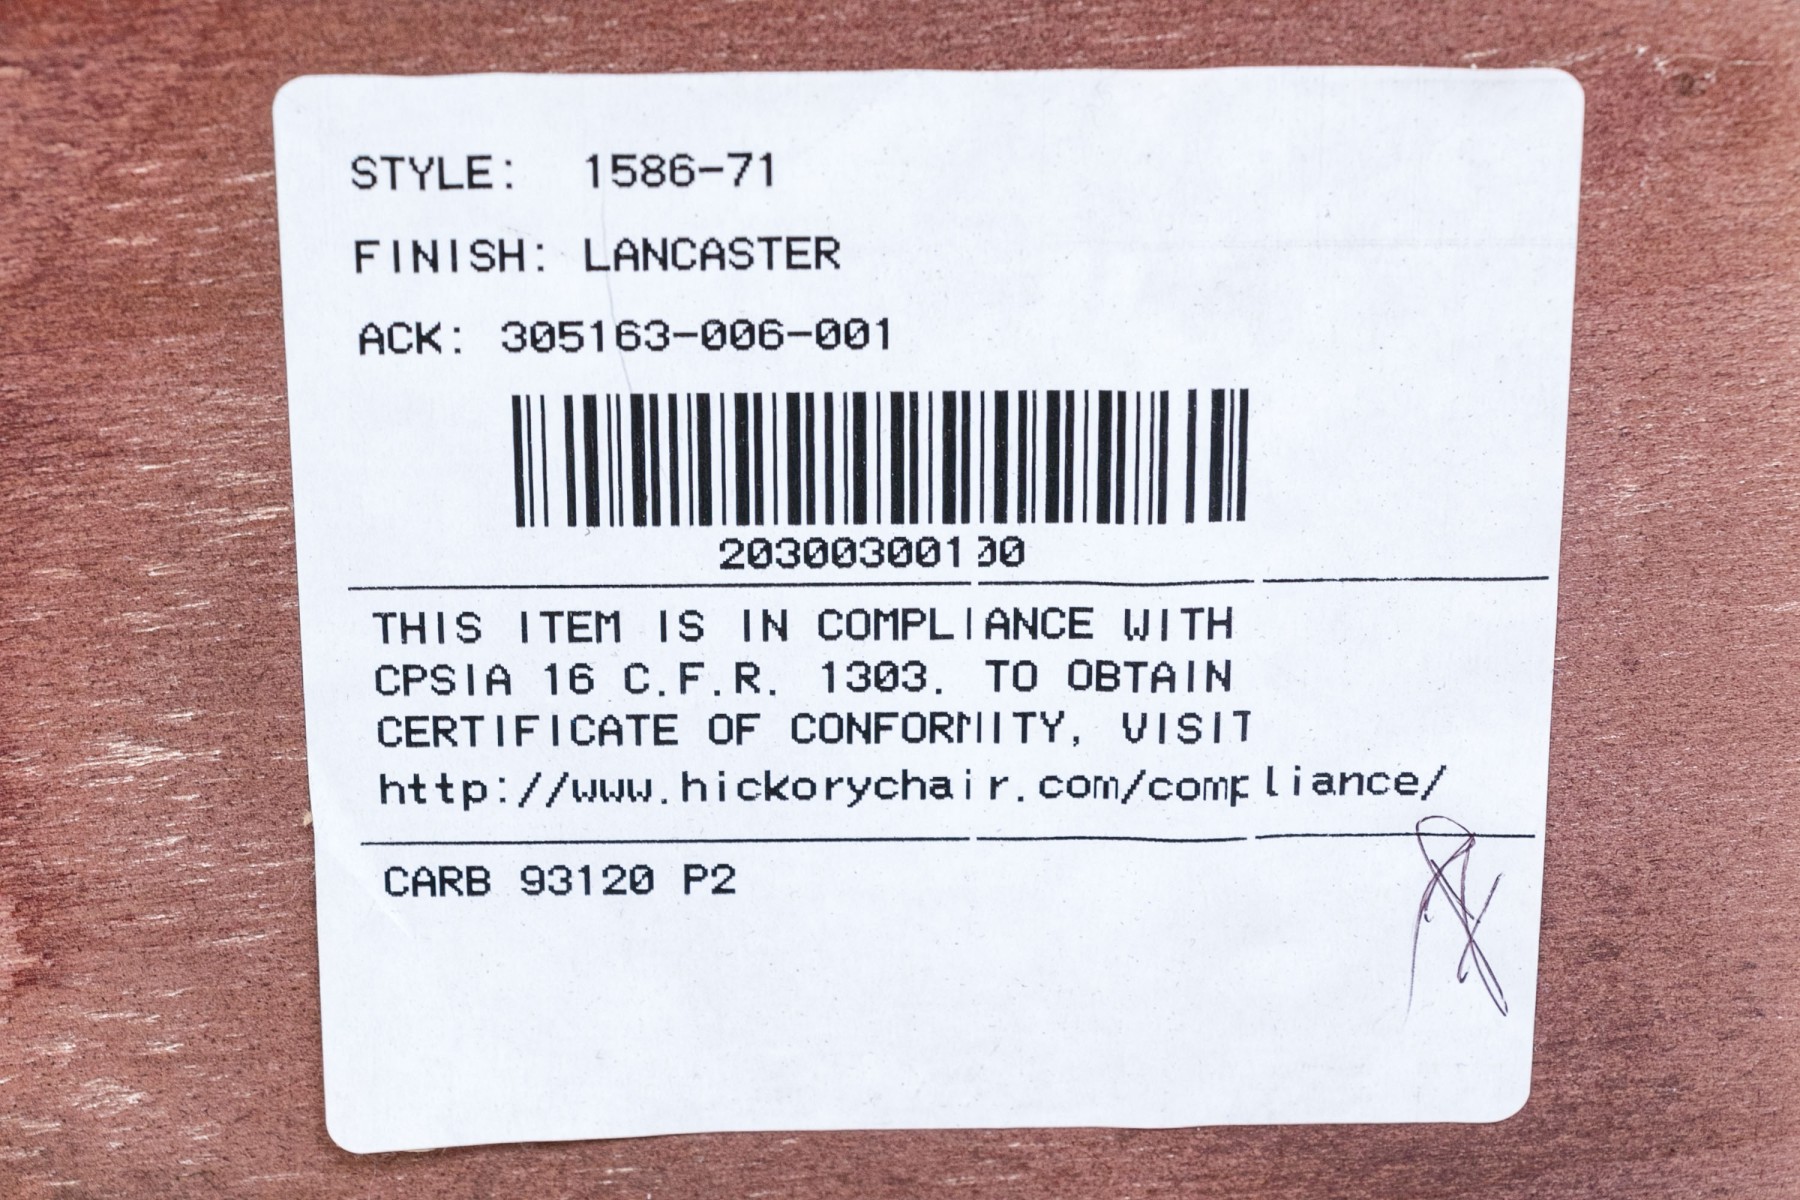 STYLE: 1586-71
FINISH: LANCASTER
ACK: 305163-006-001
20300300100
THIS ITEM IS IN COMPLIANCE WITH
CPSIA 16 C.F.R. 1303. TO OBTAIN
CERTIFICATE OF CONFORMITY, VISIT
http://www.hickorychair.com/compliance/
CARB 93120 P2